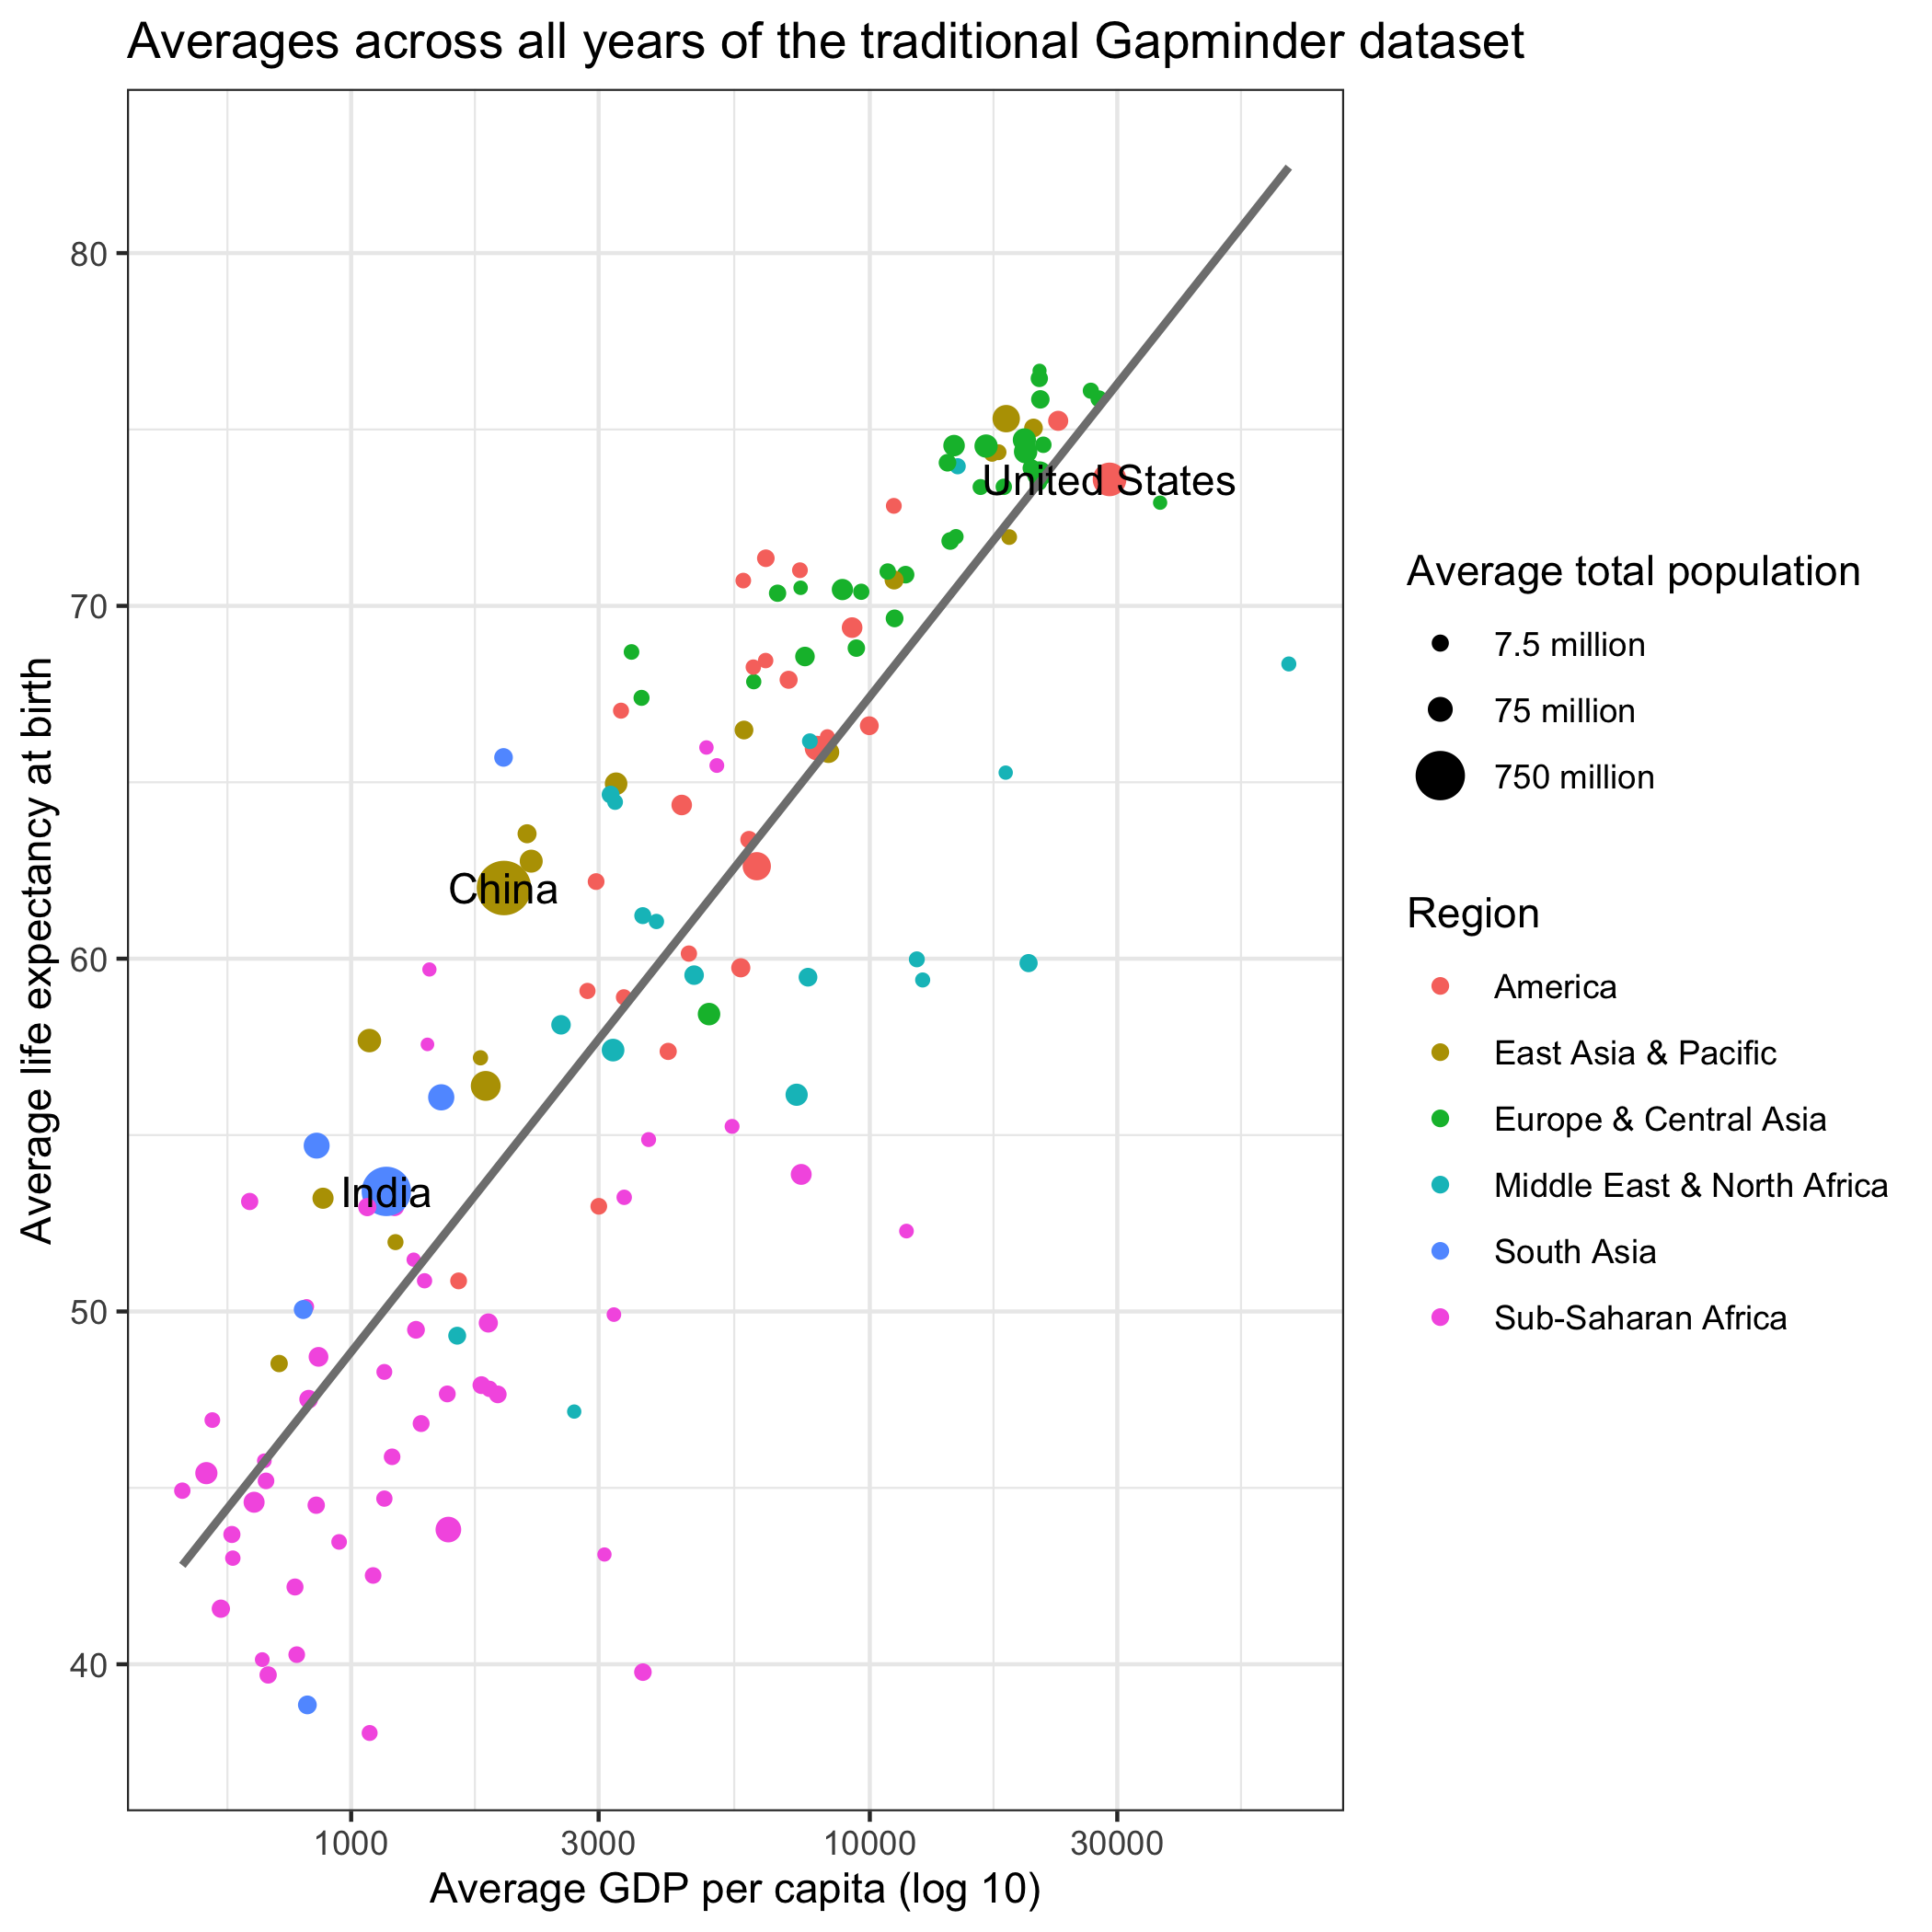 Averages across all years of the traditional Gapminder dataset
Average life expectancy at birth
80
70
60
50
40
United States
China
India
1000
3000
10000
30000
Average GDP per capita (log 10)
Average total population
7.5 million
75 million
750 million
Region
America
East Asia & Pacific
Europe & Central Asia
Middle East & North Africa
South Asia
Sub-Saharan Africa